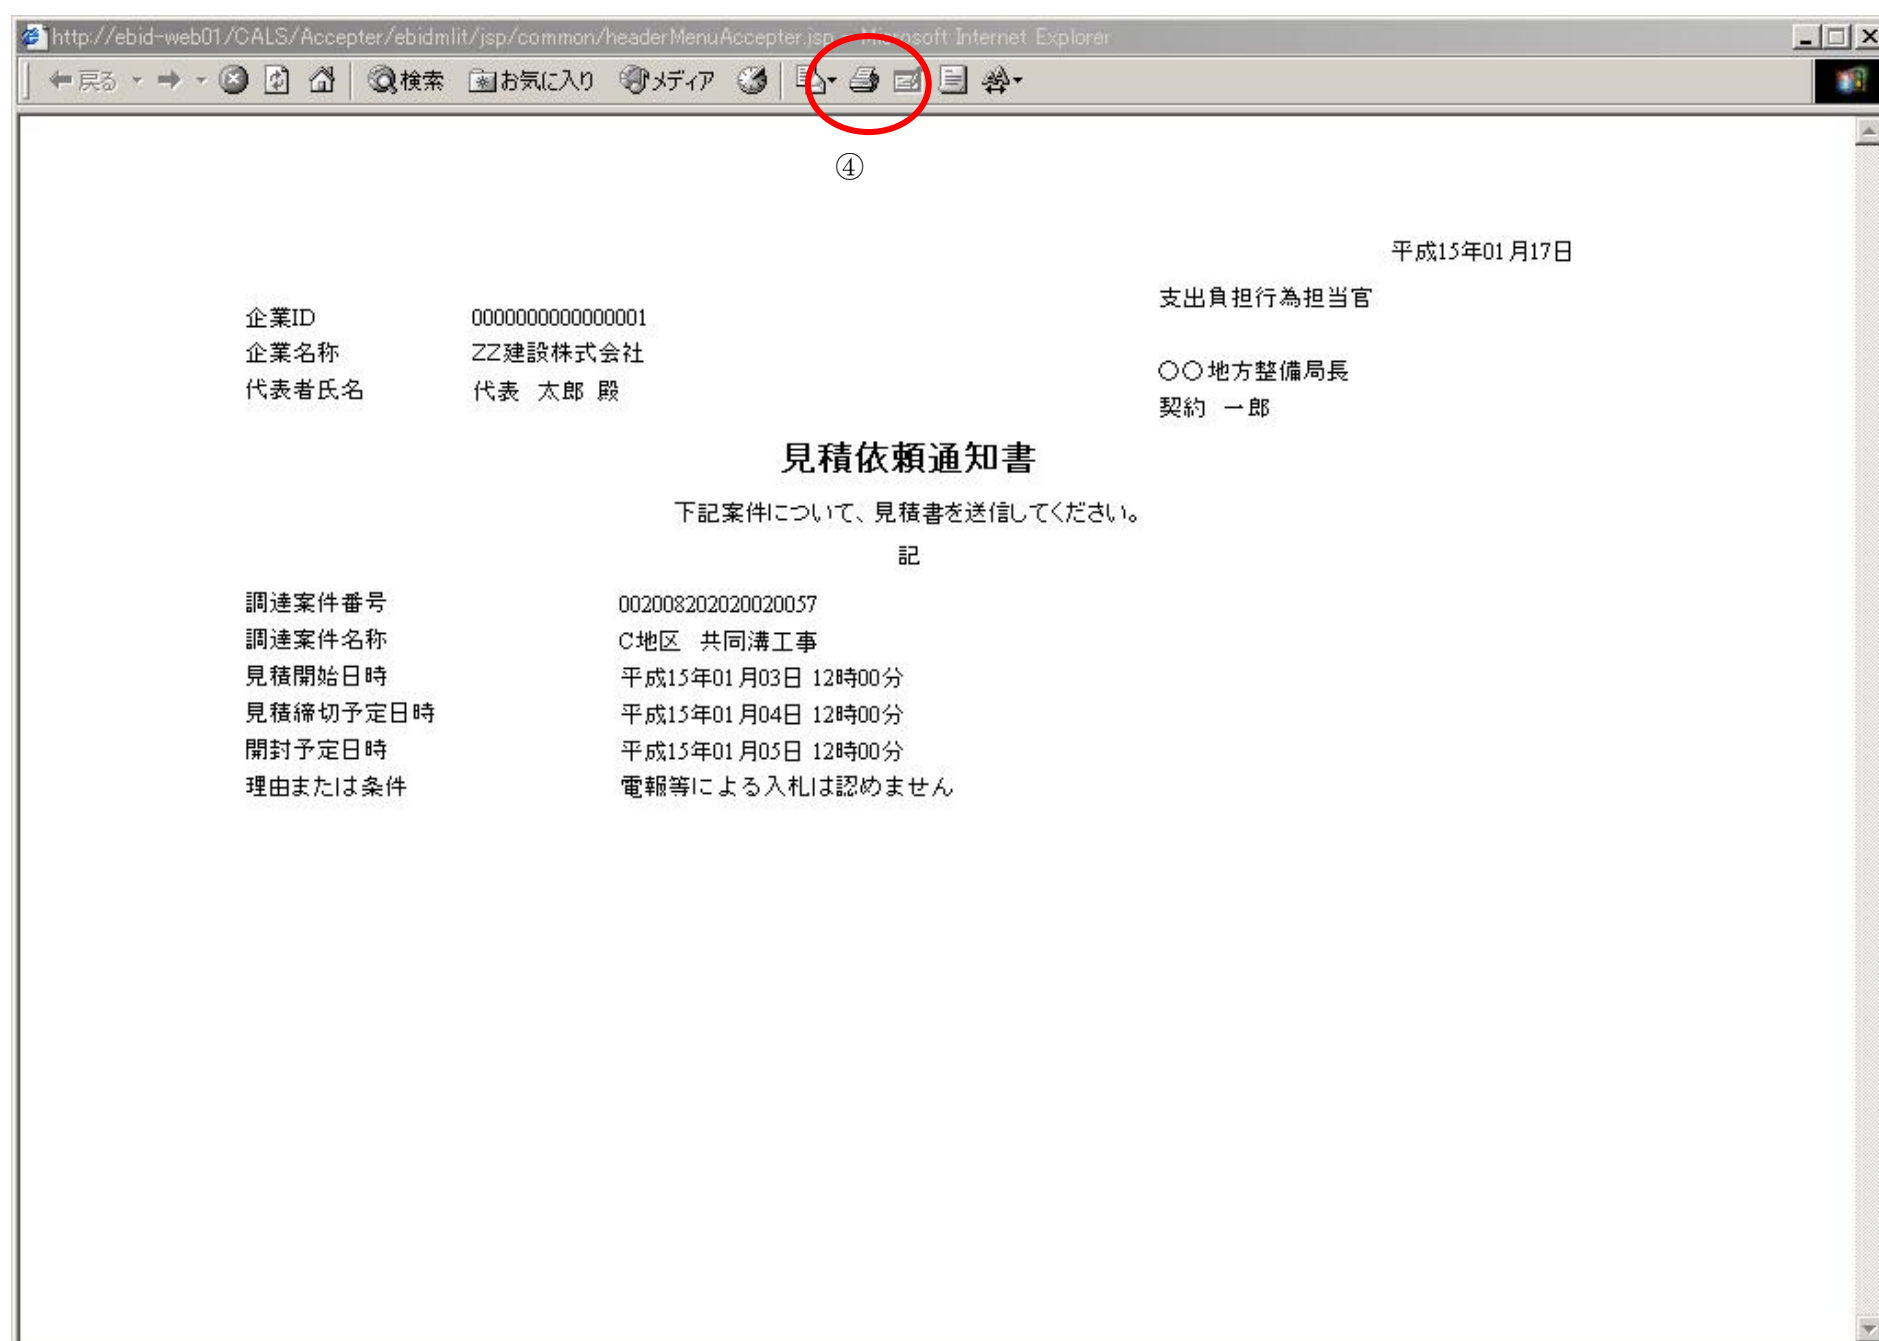 http://ebid-web01/CALS/Accepter/ebidmlit/jsp/common/headerMenuAccepter.jsp - Microsoft Internet Explorer
戻る 検索 お気に入り メディア
④
平成15年01月17日
支出負担行為担当官
企業ID 0000000000000001
企業名称 ZZ建設株式会社
○○地方整備局長
代表者氏名 代表 太郎 殿
契約 一郎
見積依頼通知書
下記案件について、見積書を送信してください。
記
調達案件番号 002008202020020057
調達案件名称 C地区 共同溝工事
見積開始日時 平成15年01月03日 12時00分
見積締切予定日時 平成15年01月04日 12時00分
開封予定日時 平成15年01月05日 12時00分
理由または条件 電報等による入札は認めません